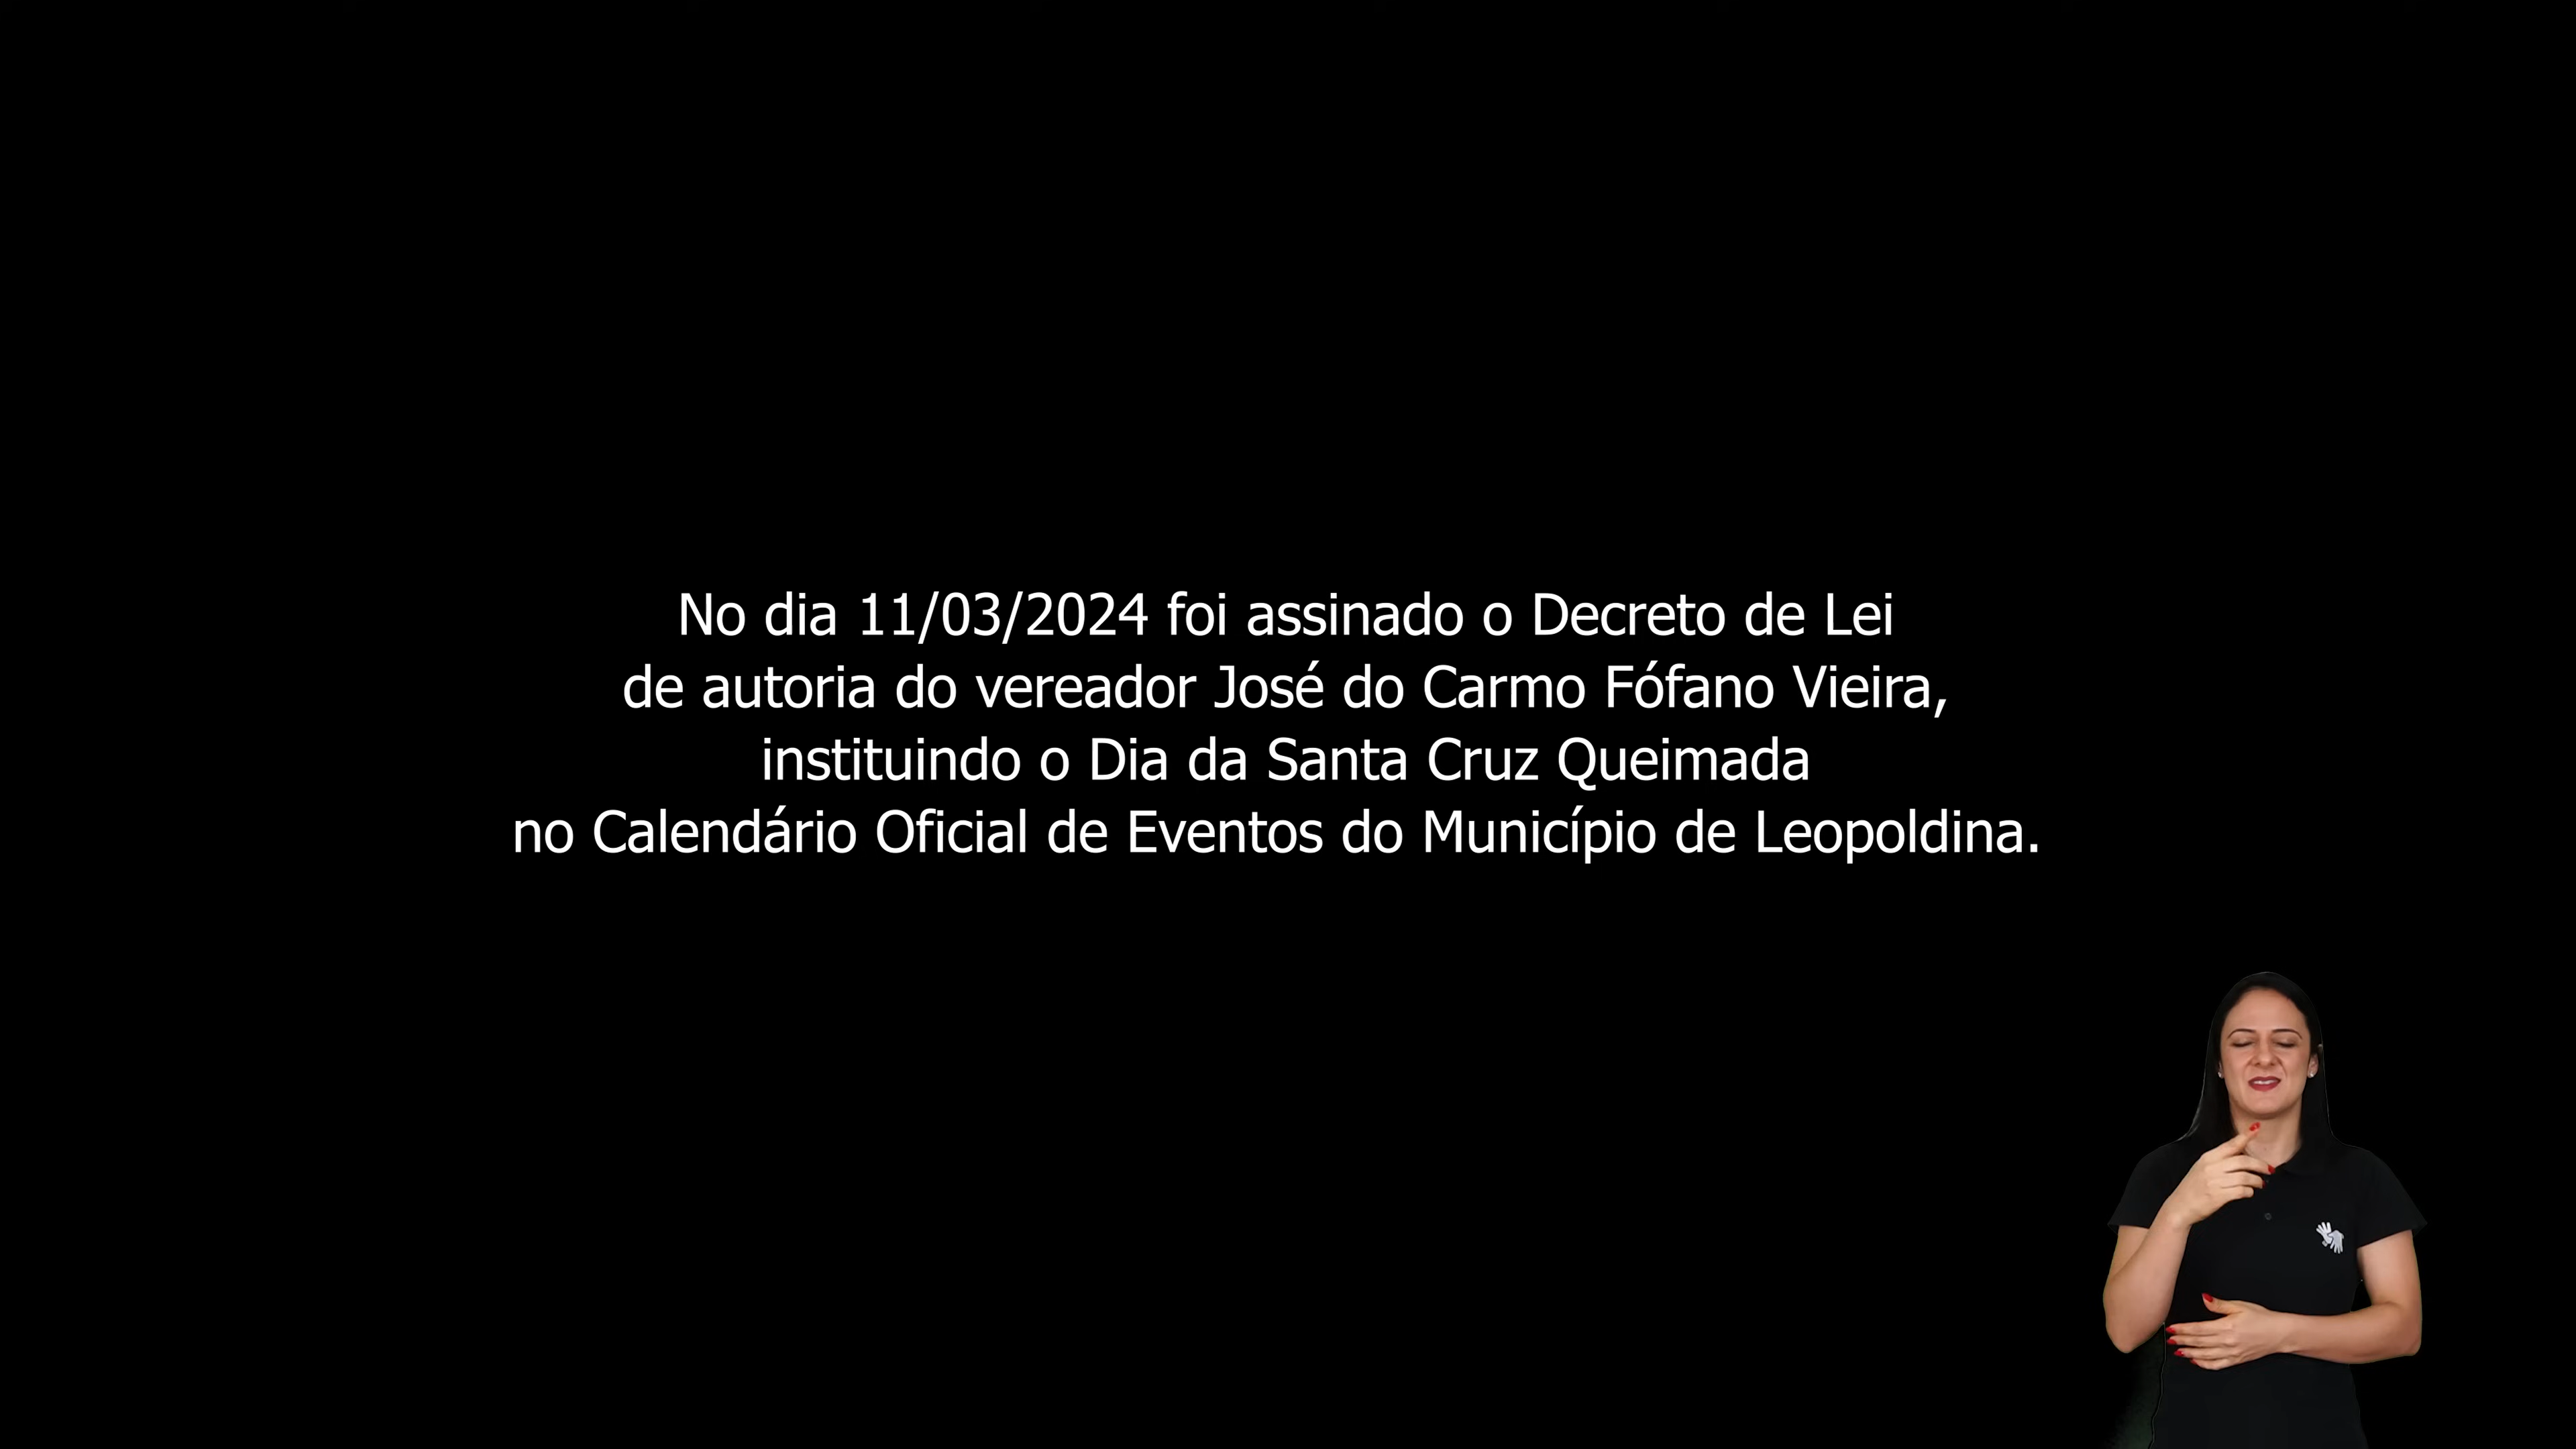 No dia 11/03/2024 foi assinado o Decreto de Lei
de autoria do vereador José do Carmo Fófano Vieira,
instituindo o Dia da Santa Cruz Queimada
no Calendário Oficial de Eventos do Município de Leopoldina.